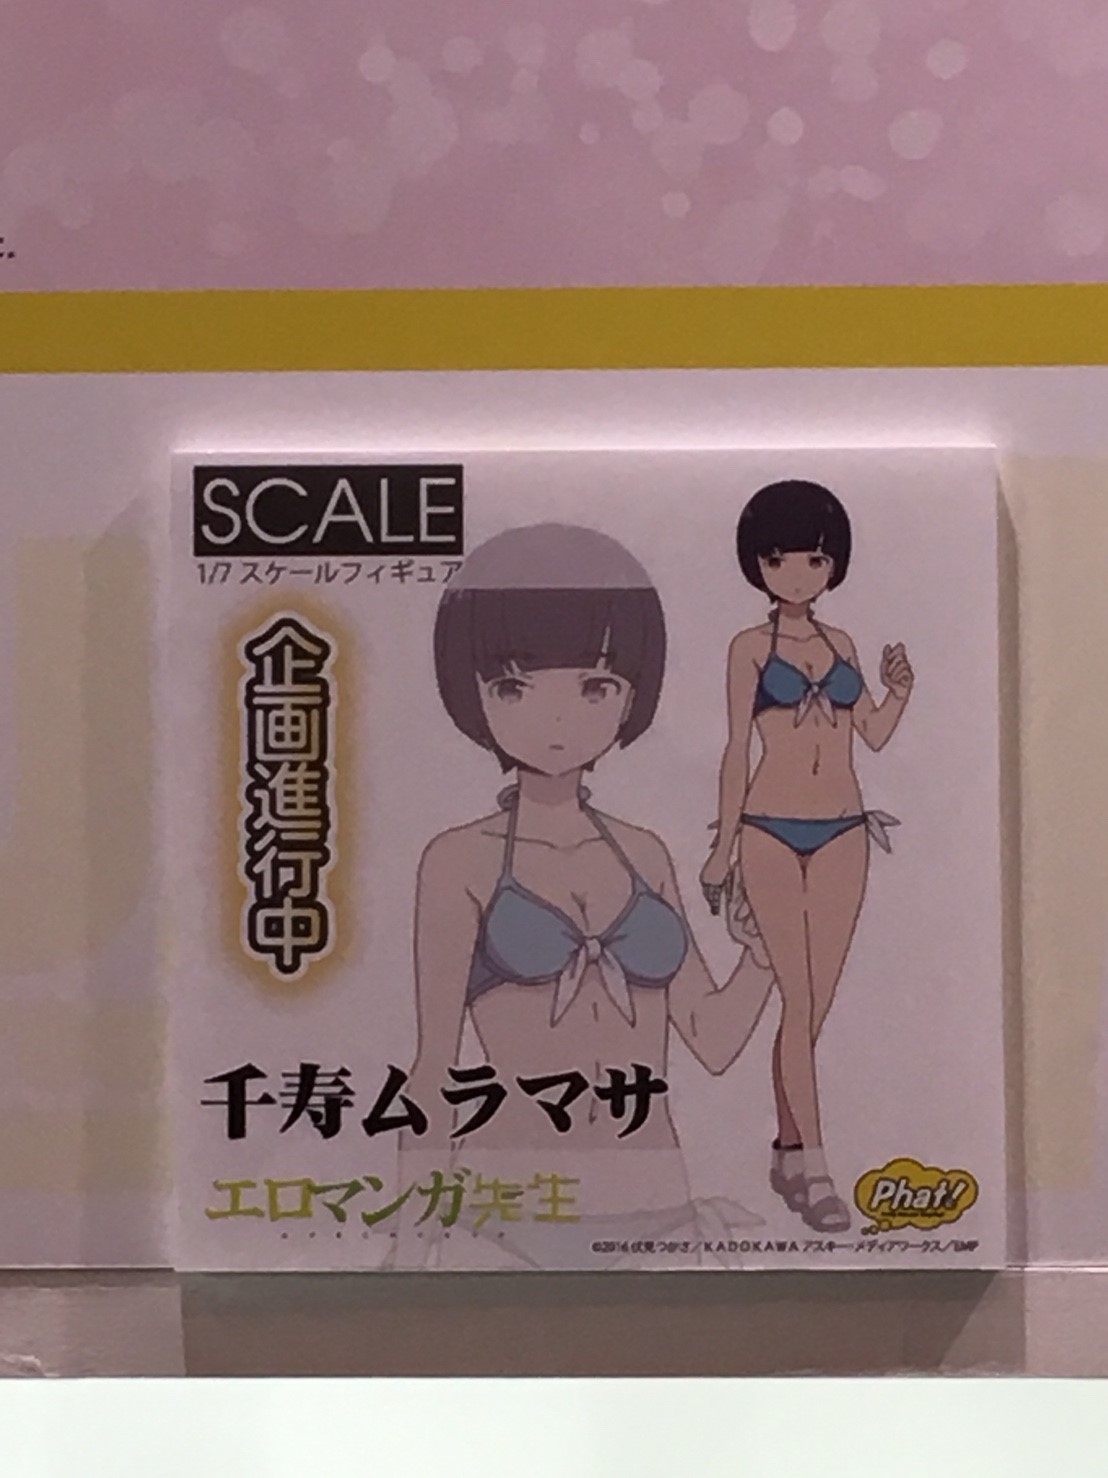 SCALE
1/7 スケールフィギュア
企画進行中
千寿ムラマサ
エロマンガ先生
Phat!
©2016 伏見つかさ/KADOKAWA アスキー・メディアワークス/EMP